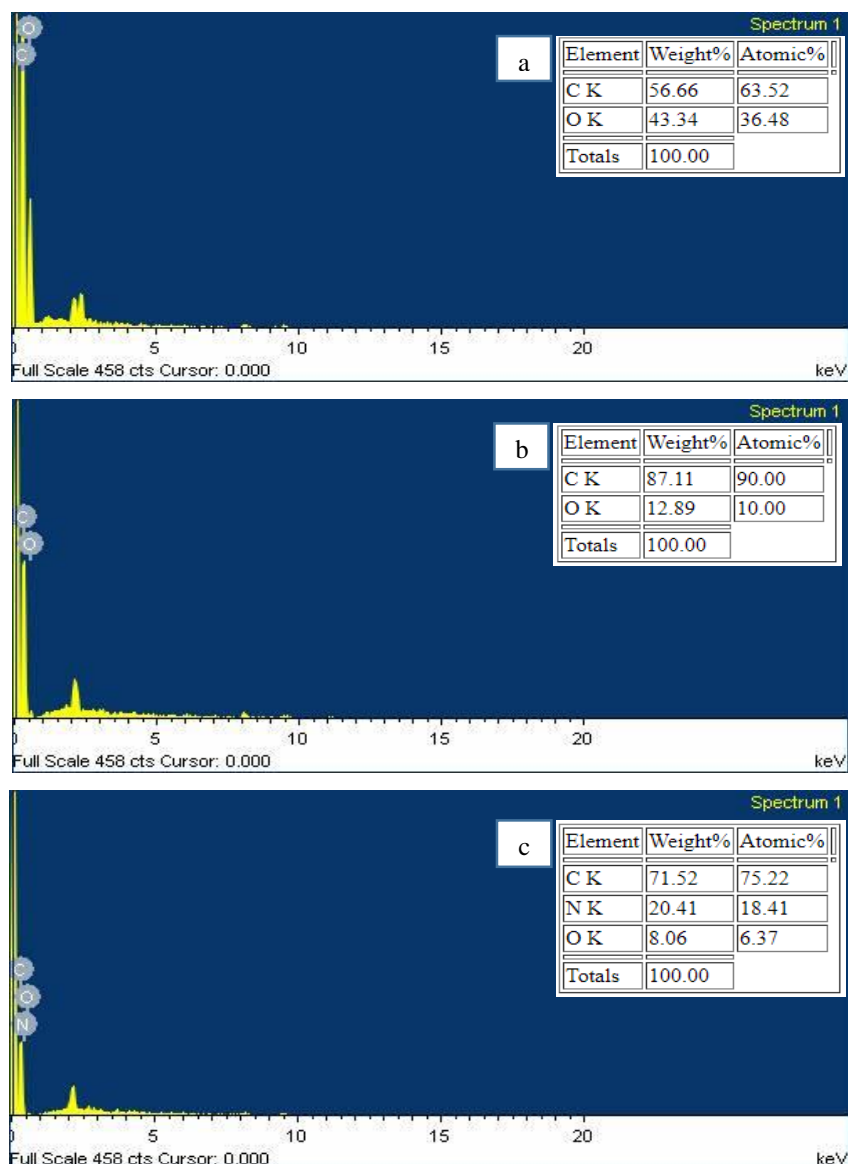 Spectrum 1
O
C
a
Element Weight% Atomic%
C K 56.66 63.52
O K 43.34 36.48
Totals 100.00
0 5 10 15 20
Full Scale 458 cts Cursor: 0.000 keV
Spectrum 1
C
O
b
Element Weight% Atomic%
C K 87.11 90.00
O K 12.89 10.00
Totals 100.00
0 5 10 15 20
Full Scale 458 cts Cursor: 0.000 keV
Spectrum 1
C
O
N
c
Element Weight% Atomic%
C K 71.52 75.22
N K 20.41 18.41
O K 8.06 6.37
Totals 100.00
0 5 10 15 20
Full Scale 458 cts Cursor: 0.000 keV